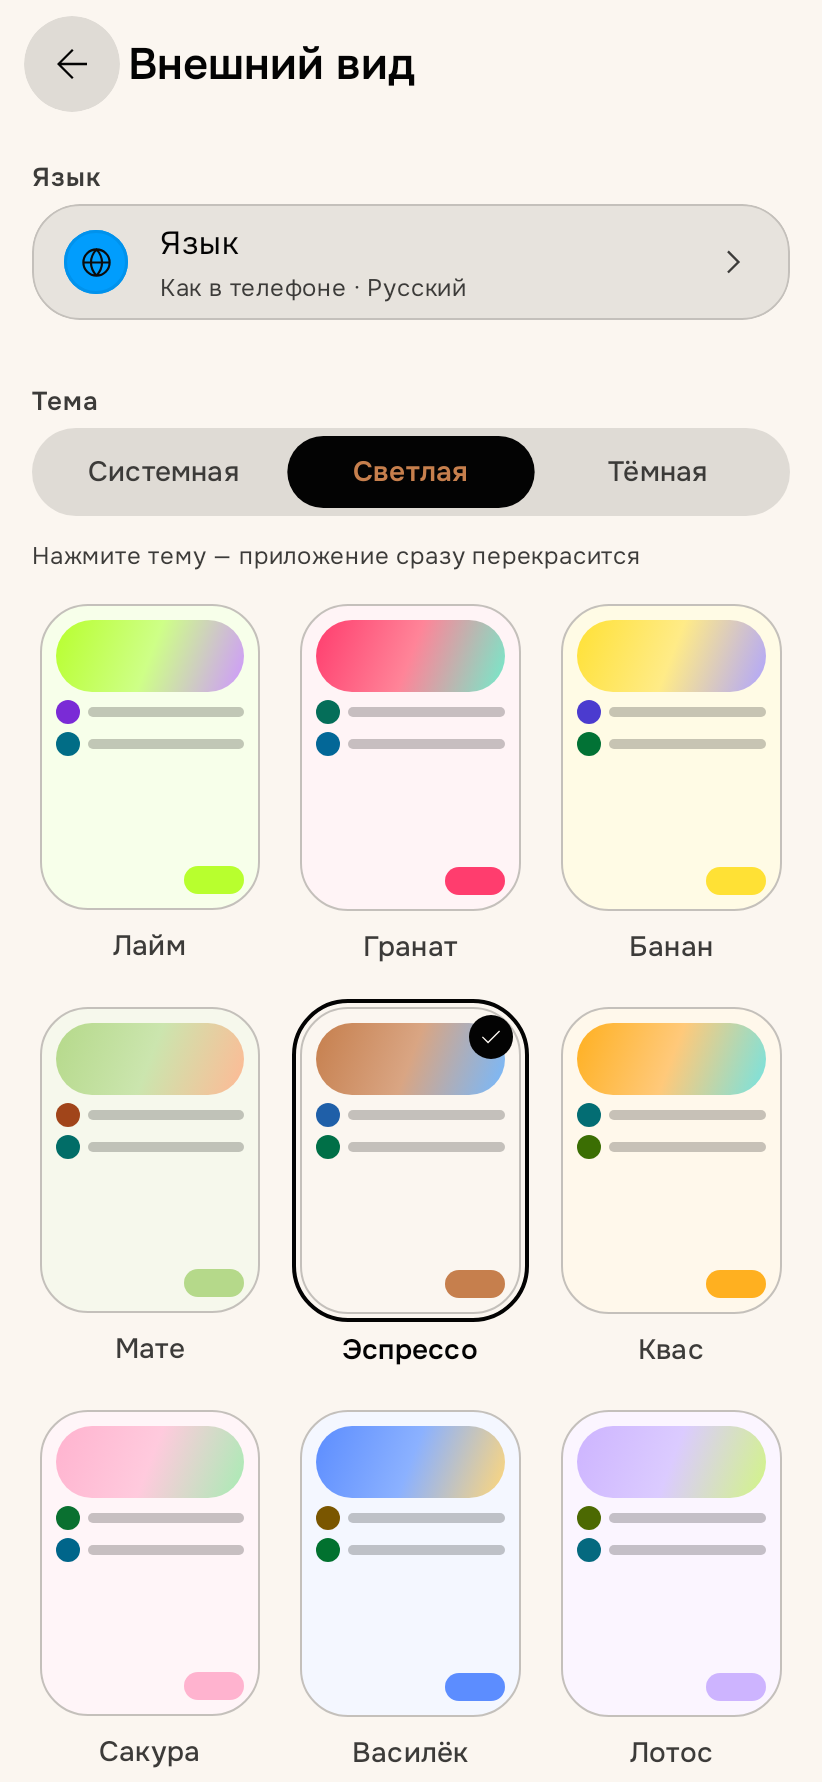 Внешний вид
Язык
Язык
Как в телефоне · Русский
Тема
Системная Светлая Тёмная
Нажмите тему — приложение сразу перекрасится
Лайм Гранат Банан
Мате Эспрессо Квас
Сакура Василёк Лотос